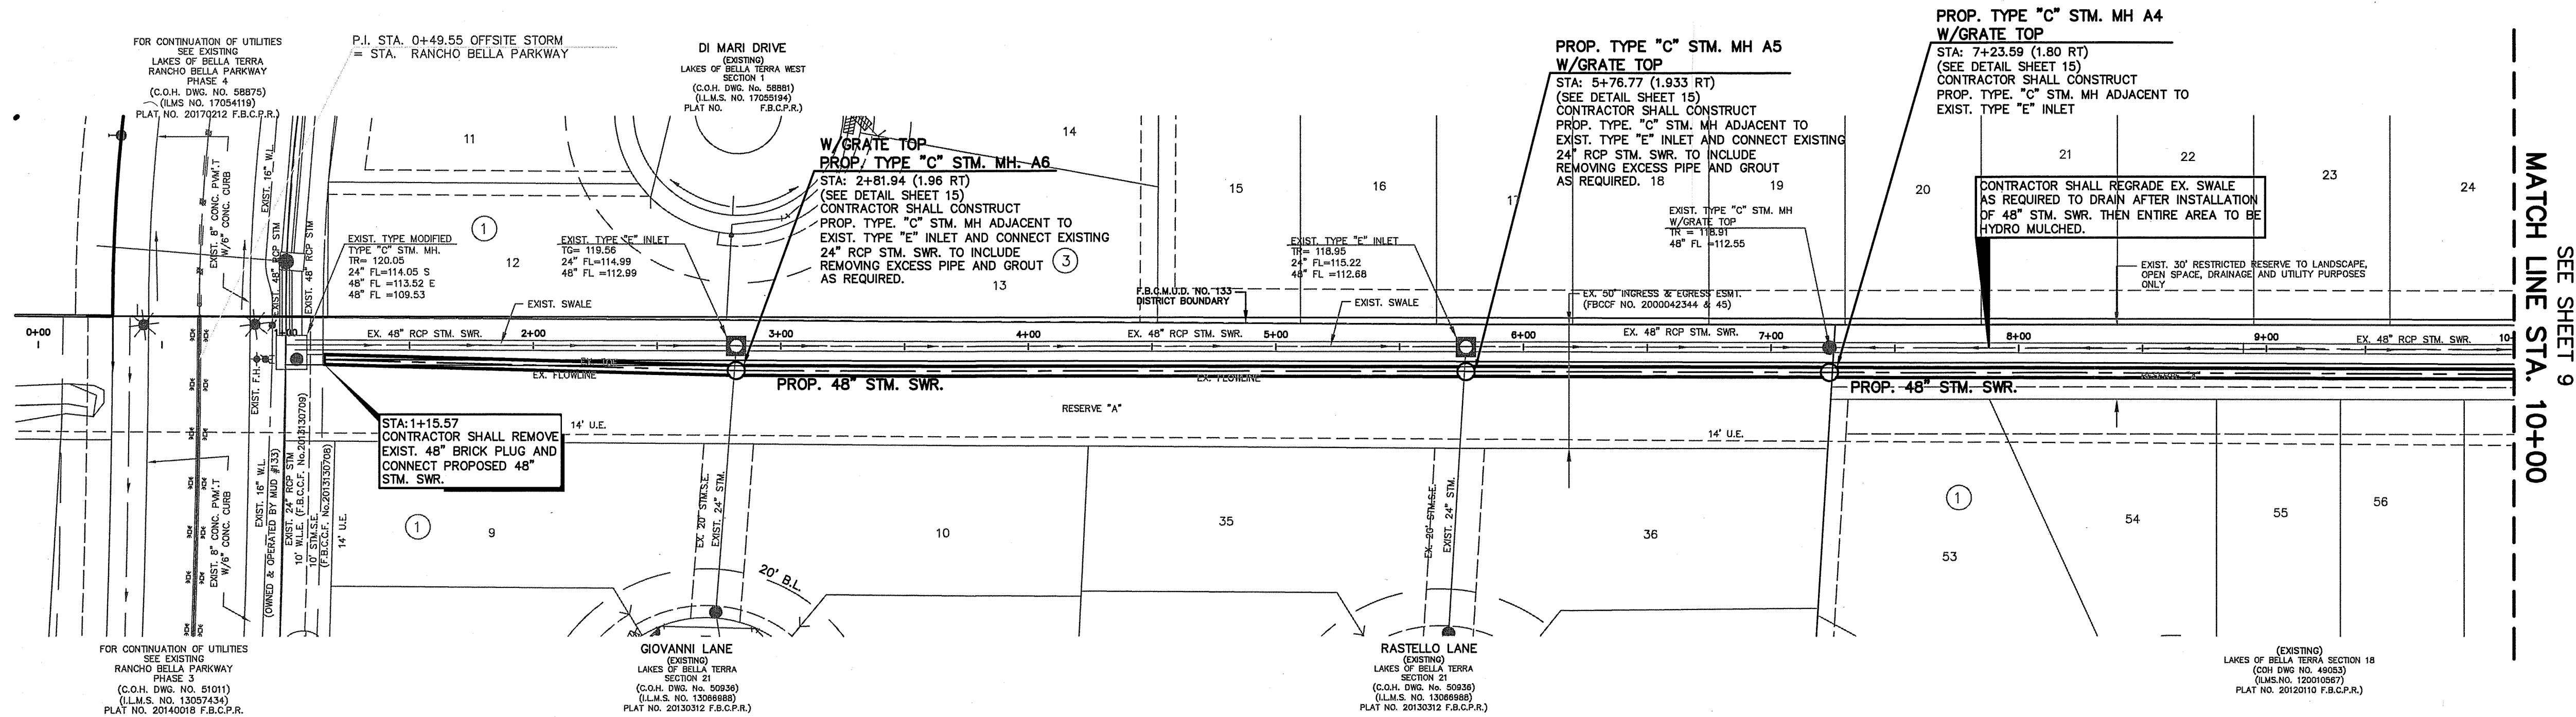 FOR CONTINUATION OF UTILITIES
SEE EXISTING
LAKES OF BELLA TERRA
RANCHO BELLA PARKWAY
PHASE 4
(C.O.H. DWG. NO. 58875)
(ILMS NO. 17054119)
PLAT NO. 20170212 F.B.C.P.R.)
P.I. STA. 0+49.55 OFFSITE STORM
= STA. RANCHO BELLA PARKWAY
DI MARI DRIVE
(EXISTING)
LAKES OF BELLA TERRA WEST
SECTION 1
(C.O.H. DWG. No. 58881)
(I.L.M.S. NO. 17055194)
PLAT NO. F.B.C.P.R.)
W/GRATE TOP
PROP. TYPE "C" STM. MH. A6
STA: 2+81.94 (1.96 RT)
(SEE DETAIL SHEET 15)
CONTRACTOR SHALL CONSTRUCT
PROP. TYPE. "C" STM. MH ADJACENT TO
EXIST. TYPE "E" INLET AND CONNECT EXISTING
24" RCP STM. SWR. TO INCLUDE
REMOVING EXCESS PIPE AND GROUT
AS REQUIRED.
PROP. TYPE "C" STM. MH A5
W/GRATE TOP
STA: 5+76.77 (1.933 RT)
(SEE DETAIL SHEET 15)
CONTRACTOR SHALL CONSTRUCT
PROP. TYPE. "C" STM. MH ADJACENT TO
EXIST. TYPE "E" INLET AND CONNECT EXISTING
24" RCP STM. SWR. TO INCLUDE
REMOVING EXCESS PIPE AND GROUT
AS REQUIRED.
PROP. TYPE "C" STM. MH A4
W/GRATE TOP
STA: 7+23.59 (1.80 RT)
(SEE DETAIL SHEET 15)
CONTRACTOR SHALL CONSTRUCT
PROP. TYPE. "C" STM. MH ADJACENT TO
EXIST. TYPE "E" INLET
11
12
1
3
13
14
15
16
17
18
19
20
21
22
23
24
CONTRACTOR SHALL REGRADE EX. SWALE
AS REQUIRED TO DRAIN AFTER INSTALLATION
OF 48" STM. SWR. THEN ENTIRE AREA TO BE
HYDRO MULCHED.
EXIST. 30' RESTRICTED RESERVE TO LANDSCAPE,
OPEN SPACE, DRAINAGE AND UTILITY PURPOSES
ONLY
EXIST. TYPE MODIFIED
TYPE "C" STM. MH.
TR= 120.05
24" FL=114.05 S
48" FL =113.52 E
48" FL =109.53
EXIST. TYPE "E" INLET
TG= 119.56
24" FL=114.99
48" FL =112.99
EXIST. TYPE "E" INLET
TR= 118.95
24" FL=115.22
48" FL =112.68
EXIST. TYPE "C" STM. MH
W/GRATE TOP
TR = 118.91
48" FL =112.55
F.B.C.M.U.D. NO. 133
DISTRICT BOUNDARY
EX. 50' INGRESS & EGRESS ESMT.
(FBCCF NO. 2000042344 & 45)
EXIST. SWALE
EXIST. SWALE
EXIST. 8" CONC. PVM'.T
W/6" CONC. CURB
EXIST. 16" W.L.
EXIST. 48" RCP STM
EXIST. 48" RCP STM
0+00
1+00
2+00
3+00
4+00
5+00
6+00
7+00
8+00
9+00
10+
EX. 48" RCP STM. SWR.
EX. 48" RCP STM. SWR.
EX. 48" RCP STM. SWR.
EX. 48" RCP STM. SWR.
EX. FLOWLINE
EX. FLOWLINE
PROP. 48" STM. SWR.
PROP. 48" STM. SWR.
EXIST. F.H.
RESERVE "A"
STA:1+15.57
CONTRACTOR SHALL REMOVE
EXIST. 48" BRICK PLUG AND
CONNECT PROPOSED 48"
STM. SWR.
14' U.E.
14' U.E.
EXIST. 8" CONC. PVM'.T
W/6" CONC. CURB
EXIST. 16" W.L.
(OWNED & OPERATED BY MUD #133)
EXIST. 24" RCP STM
10' W.L.E. (F.B.C.C.F. No.2013130709)
10' STM.S.E.
(F.B.C.C.F. No.2013130708)
14' U.E.
1
9
EX. 20' STM.S.E.
EXIST. 24" STM.
20' B.L.
10
35
EX. 20' STM.S.E.
EXIST. 24" STM.
36
1
53
54
55
56
FOR CONTINUATION OF UTILITIES
SEE EXISTING
RANCHO BELLA PARKWAY
PHASE 3
(C.O.H. DWG. NO. 51011)
(I.L.M.S. NO. 13057434)
PLAT NO. 20140018 F.B.C.P.R.
GIOVANNI LANE
(EXISTING)
LAKES OF BELLA TERRA
SECTION 21
(C.O.H. DWG. No. 50936)
(I.L.M.S. NO. 13066988)
PLAT NO. 20130312 F.B.C.P.R.)
RASTELLO LANE
(EXISTING)
LAKES OF BELLA TERRA
SECTION 21
(C.O.H. DWG. No. 50936)
(I.L.M.S. NO. 13066988)
PLAT NO. 20130312 F.B.C.P.R.)
(EXISTING)
LAKES OF BELLA TERRA SECTION 18
(COH DWG NO. 49053)
(ILMS.NO. 120010567)
PLAT NO. 20120110 F.B.C.P.R.)
MATCH LINE STA. 10+00
SEE SHEET 9